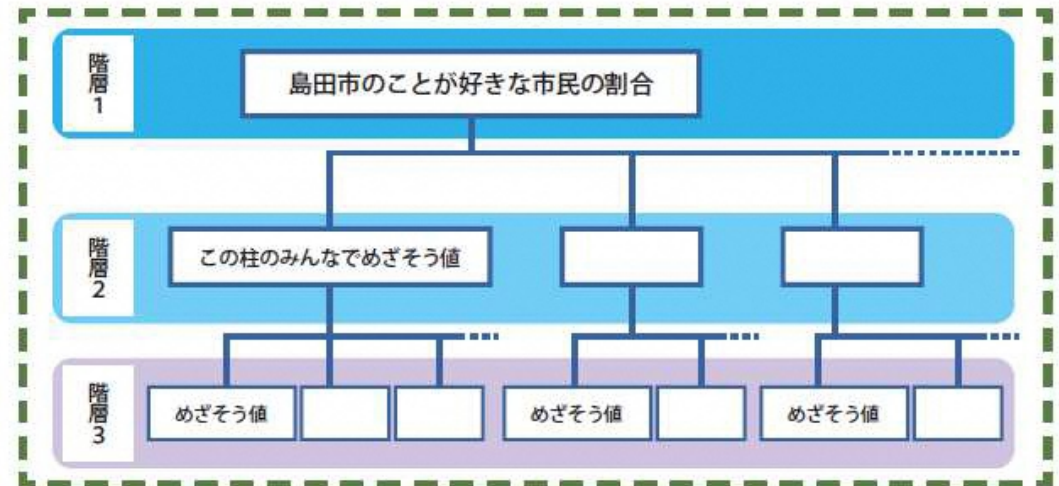 階層1
島田市のことが好きな市民の割合
階層2
この柱のみんなでめざそう値
階層3
めざそう値
めざそう値
めざそう値